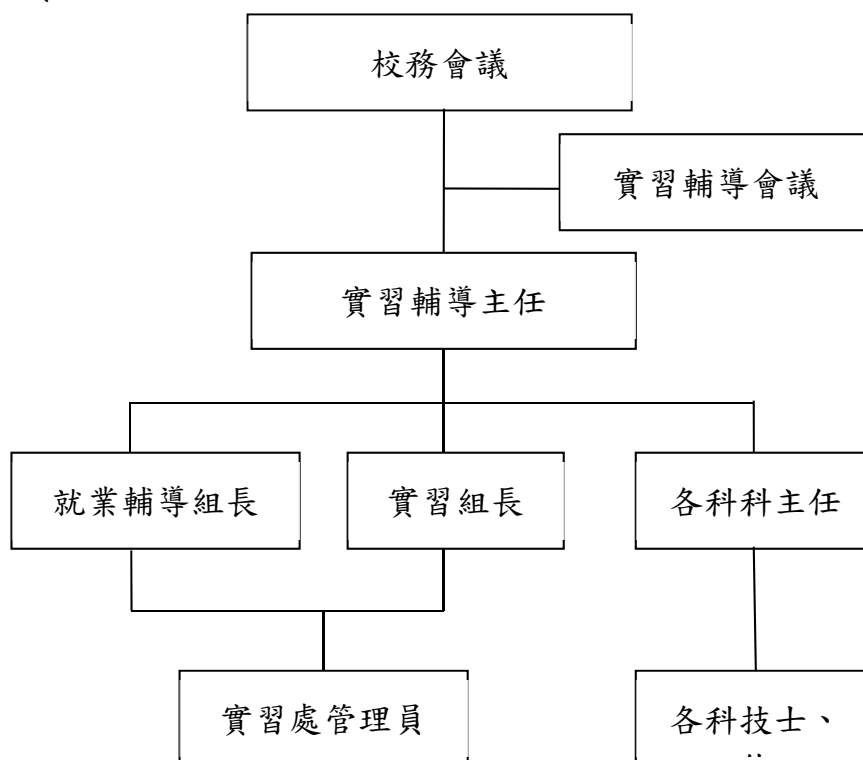 校務會議
實習輔導會議
實習輔導主任
就業輔導組長
實習組長
各科科主任
實習處管理員
各科技士、